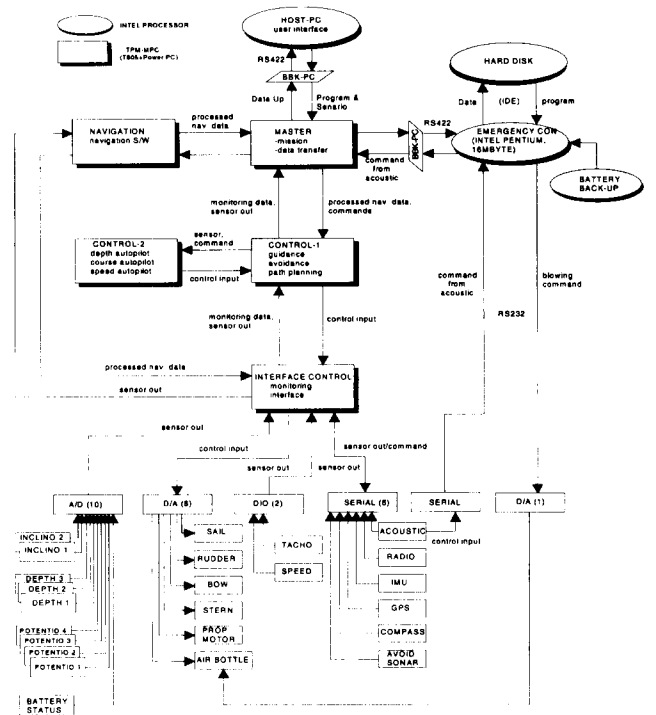 INTEL PROCESSOR
TPM-MPC
(T805+Power PC)
HOST-PC
user interface
RS422
BBK-PC
Data Up
Program &
Senario
HARD DISK
Data
(IDE)
program
NAVIGATION
navigation S/W
processed
nav data
MASTER
-mission
-data transfer
BBK-PC
RS422
command
from
acoustic
EMERGENCY CON
(INTEL PENTIUM,
16MBYTE)
BATTERY
BACK-UP
monitoring data,
sensor out
processed nav data,
commands
CONTROL-2
depth autopilot
course autopilot
speed autopilot
sensor,
command
control input
CONTROL-1
guidance
avoidance
path planning
command
from
acoustic
blowing
command
RS232
monitoring data,
sensor out
control input
processed nav data
sensor out
INTERFACE CONTROL
monitoring
interface
sensor out
control input
sensor out
sensor out
sensor out/command
A/D (10)
D/A (8)
DIO (2)
SERIAL (6)
SERIAL
D/A (1)
INCLINO 2
INCLINO 1
DEPTH 3
DEPTH 2
DEPTH 1
POTENTIO 4
POTENTIO 3
POTENTIO 2
POTENTIO 1
BATTERY
STATUS
SAIL
RUDDER
BOW
STERN
PROP
MOTOR
AIR BOTTLE
TACHO
SPEED
ACOUSTIC
control input
RADIO
IMU
GPS
COMPASS
AVOID
SONAR